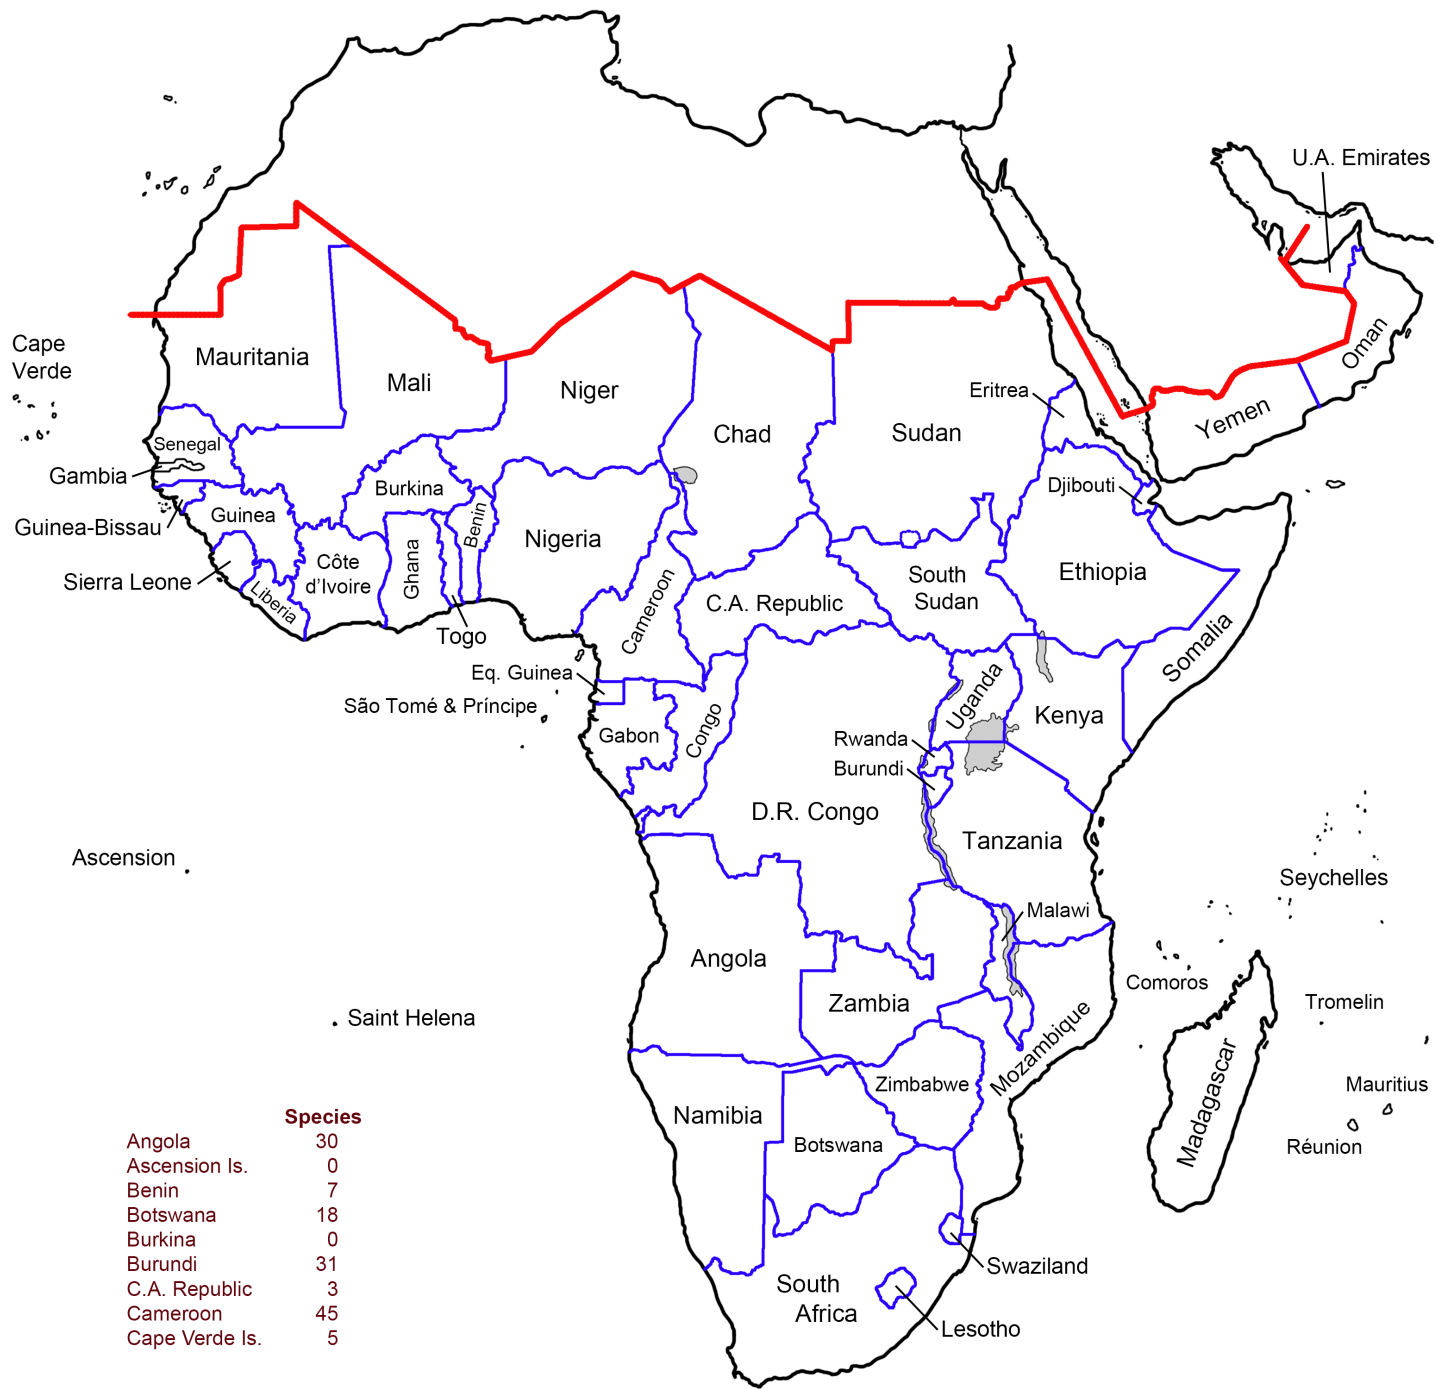 U.A. Emirates
Cape
Verde
Mauritania
Mali
Niger
Chad
Sudan
Eritrea
Yemen
Oman
Senegal
Gambia
Guinea-Bissau
Guinea
Sierra Leone
Liberia
Côte
d'Ivoire
Burkina
Ghana
Togo
Benin
Nigeria
Cameroon
C.A. Republic
South
Sudan
Djibouti
Ethiopia
Somalia
Eq. Guinea
São Tomé & Príncipe
Gabon
Congo
Uganda
Kenya
Rwanda
Burundi
D.R. Congo
Tanzania
Ascension
Seychelles
Malawi
Angola
Zambia
Comoros
Tromelin
Saint Helena
Mozambique
Madagascar
Mauritius
Réunion
Zimbabwe
Namibia
Botswana
Swaziland
South
Africa
Lesotho
Species
Angola 30
Ascension Is. 0
Benin 7
Botswana 18
Burkina 0
Burundi 31
C.A. Republic 3
Cameroon 45
Cape Verde Is. 5